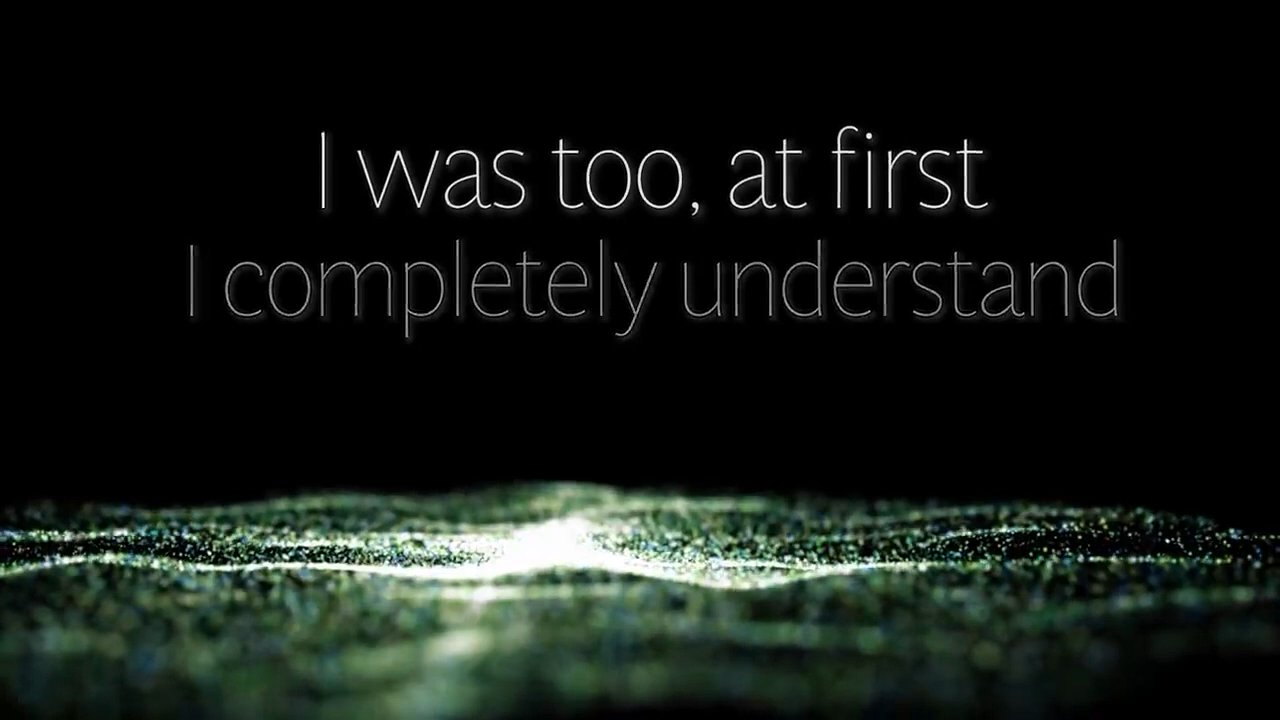 I was too, at first
I completely understand